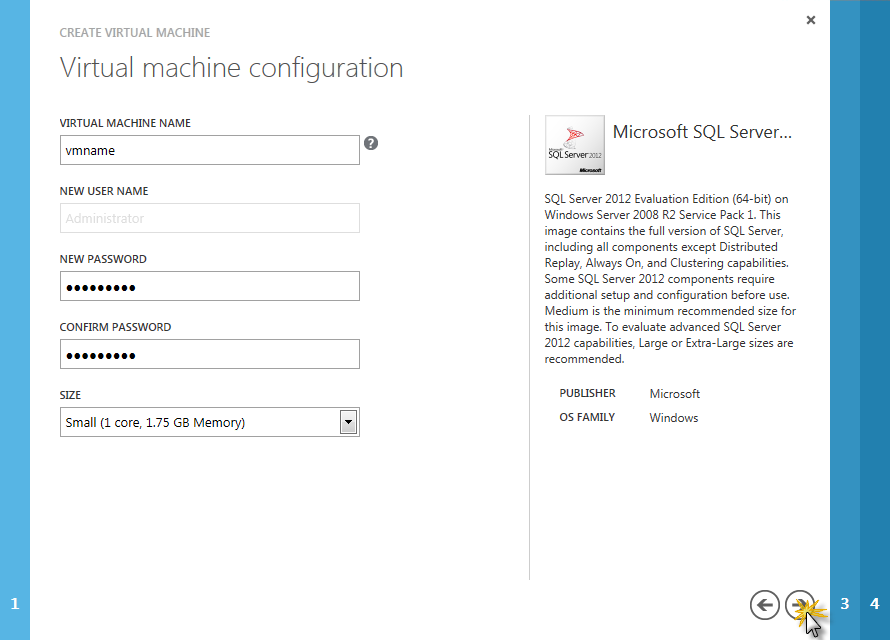 CREATE VIRTUAL MACHINE
Virtual machine configuration
VIRTUAL MACHINE NAME
vmname
?
NEW USER NAME
Administrator
NEW PASSWORD
●●●●●●●●●
CONFIRM PASSWORD
●●●●●●●●●
SIZE
Small (1 core, 1.75 GB Memory)
Microsoft
SQL Server 2012
Microsoft
Microsoft SQL Server...
SQL Server 2012 Evaluation Edition (64-bit) on
Windows Server 2008 R2 Service Pack 1. This
image contains the full version of SQL Server,
including all components except Distributed
Replay, Always On, and Clustering capabilities.
Some SQL Server 2012 components require
additional setup and configuration before use.
Medium is the minimum recommended size for
this image. To evaluate advanced SQL Server
2012 capabilities, Large or Extra-Large sizes are
recommended.
PUBLISHER Microsoft
OS FAMILY Windows
1
3 4